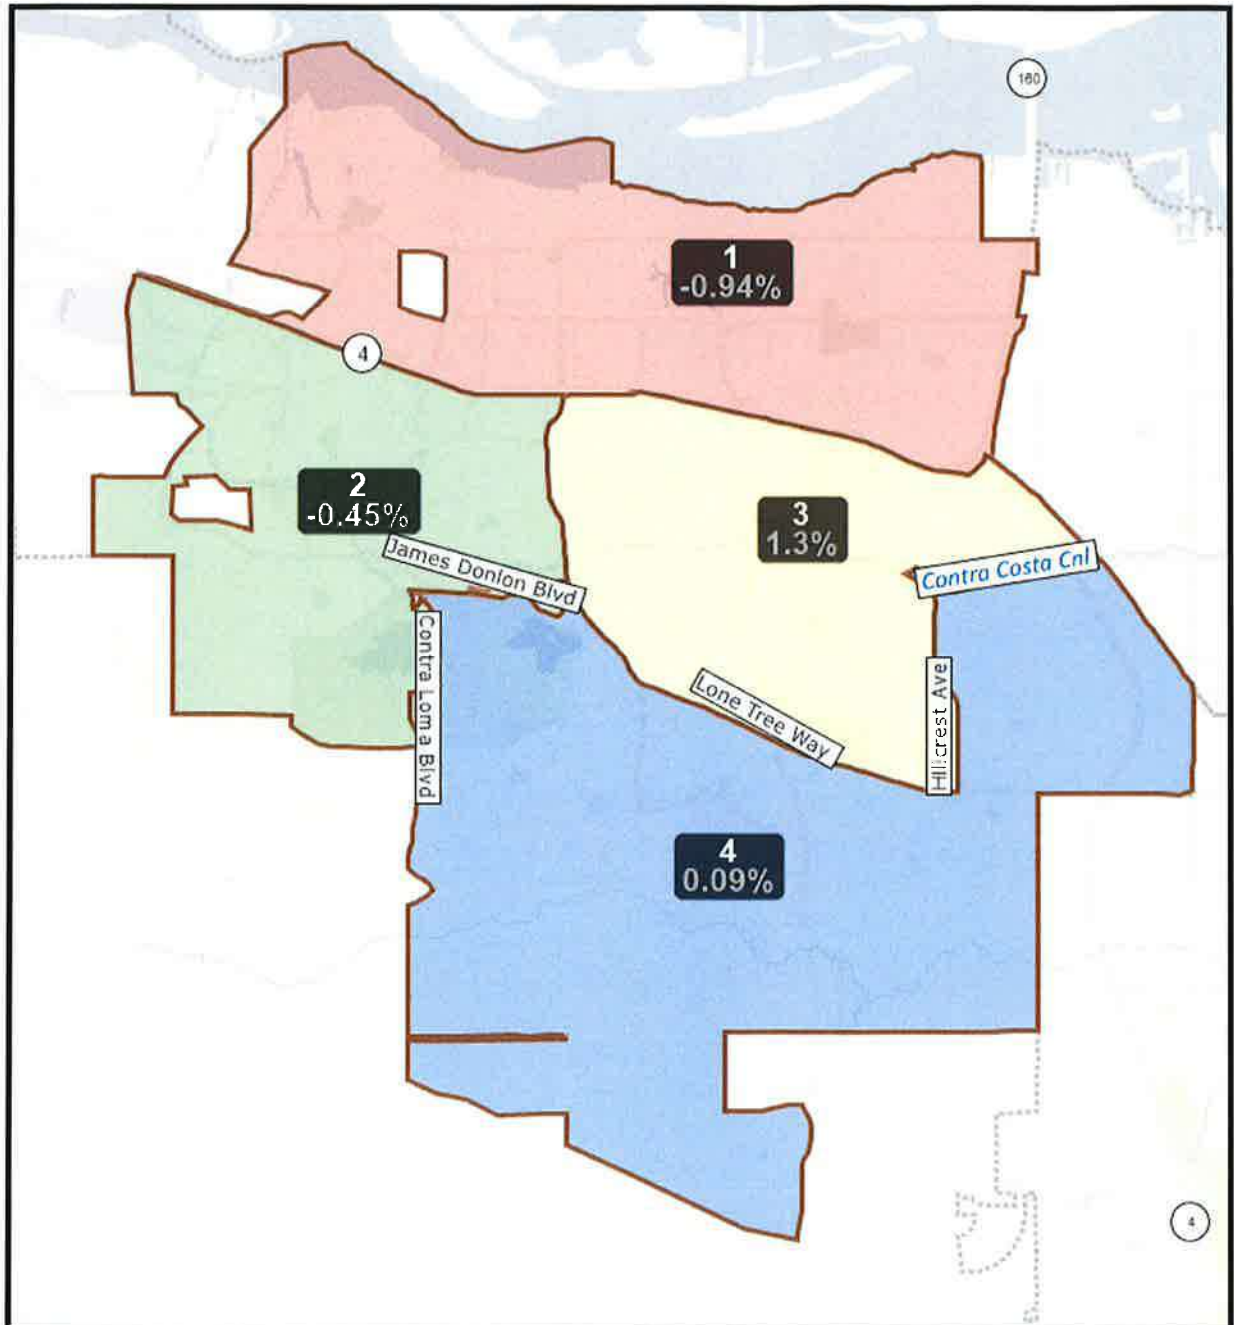 160
1
-0.94%
4
2
-0.45%
3
1.3%
James Donlon Blvd
Contra Costa Cnl
Contra Loma Blvd
Lone Tree Way
Hillcrest Ave
4
0.09%
4